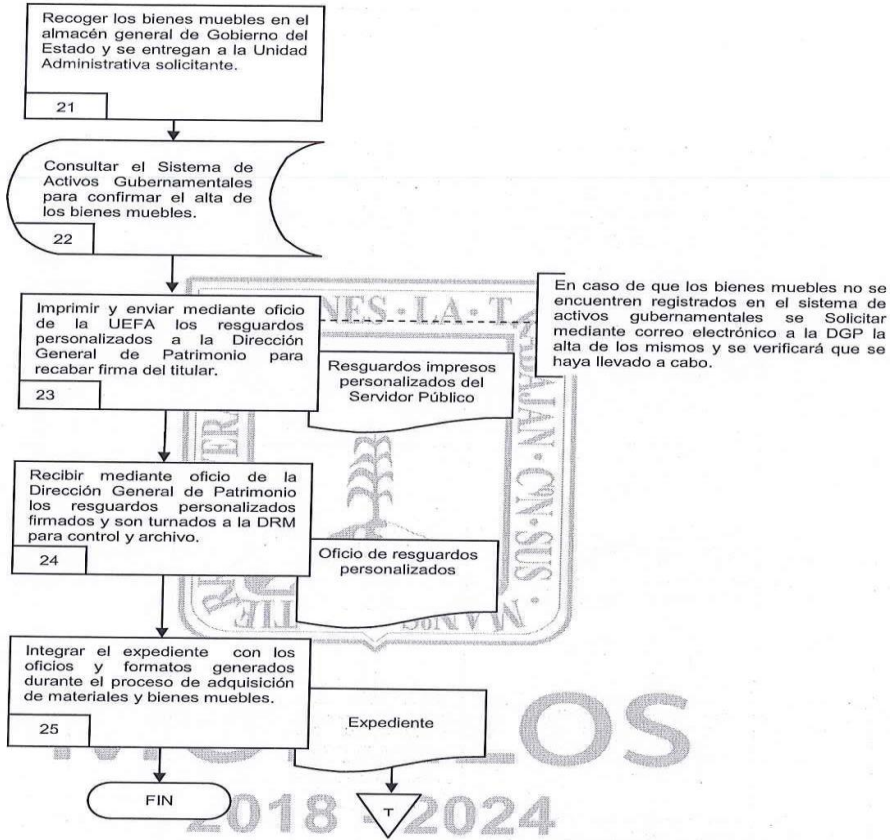 Recoger los bienes muebles en el
almacén general de Gobierno del
Estado y se entregan a la Unidad
Administrativa solicitante.
21
Consultar el Sistema de
Activos Gubernamentales
para confirmar el alta de
los bienes muebles.
22
Imprimir y enviar mediante oficio
de la UEFA los resguardos
personalizados a la Dirección
General de Patrimonio para
recabar firma del titular.
23
En caso de que los bienes muebles no se
encuentren registrados en el sistema de
activos gubernamentales se Solicitar
mediante correo electrónico a la DGP la
alta de los mismos y se verificará que se
haya llevado a cabo.
Resguardos impresos
personalizados del
Servidor Público
Recibir mediante oficio de la
Dirección General de Patrimonio
los resguardos personalizados
firmados y son turnados a la DRM
para control y archivo.
24
Oficio de resguardos
personalizados
Integrar el expediente con los
oficios y formatos generados
durante el proceso de adquisición
de materiales y bienes muebles.
25
Expediente
FIN
T
LA T
CON SUS
2018 - 2024